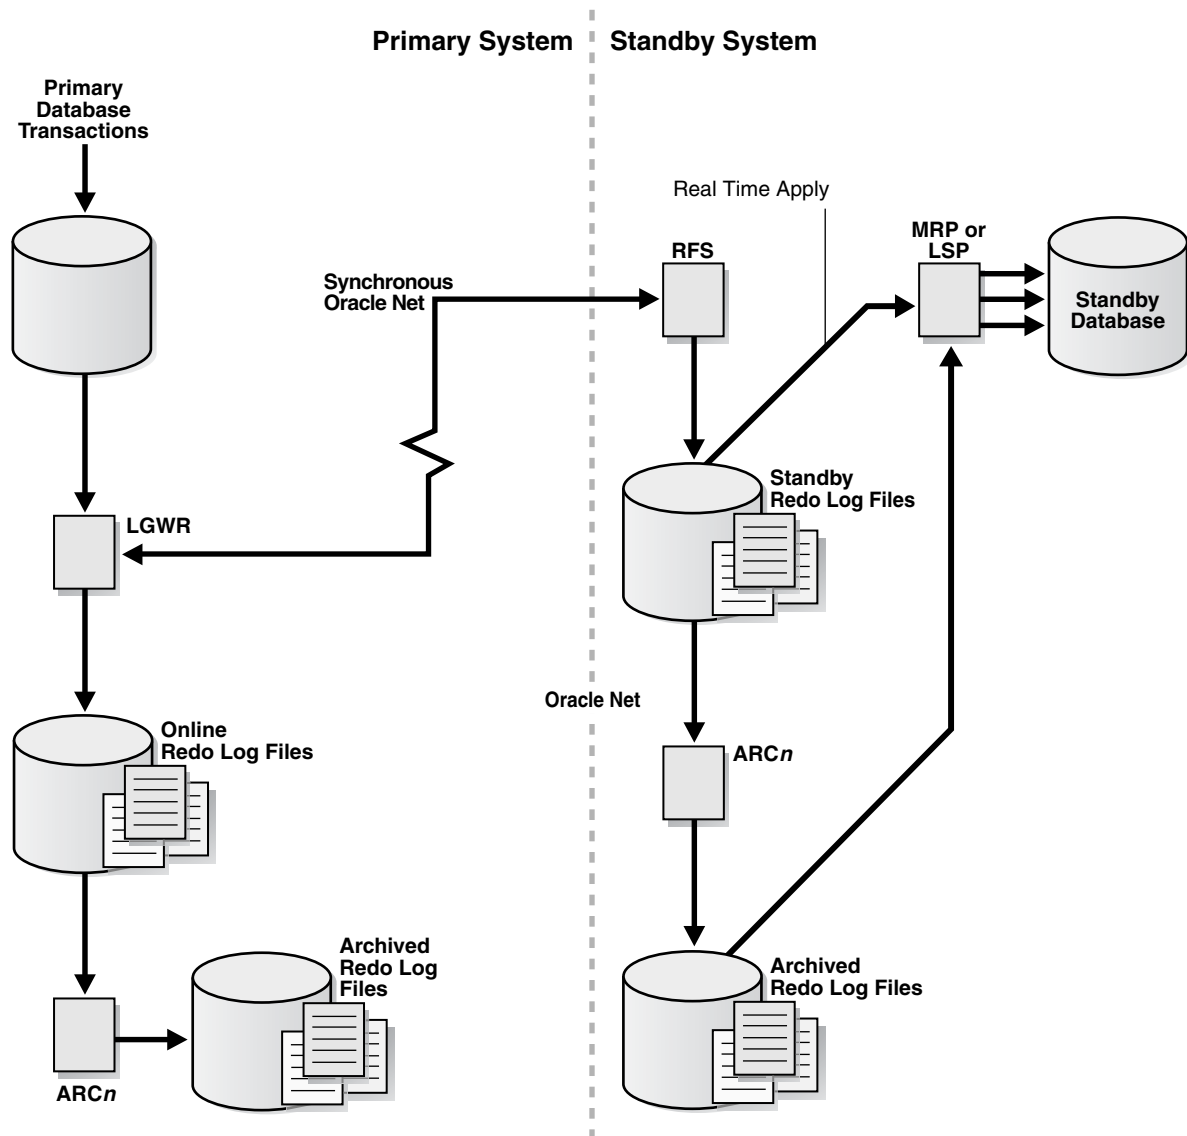 Primary System
Standby System
Primary
Database
Transactions
Real Time Apply
RFS
MRP or
LSP
Synchronous
Oracle Net
Standby
Database
Standby
Redo Log Files
LGWR
Oracle Net
Online
Redo Log Files
ARCn
Archived
Redo Log
Files
Archived
Redo Log Files
ARCn